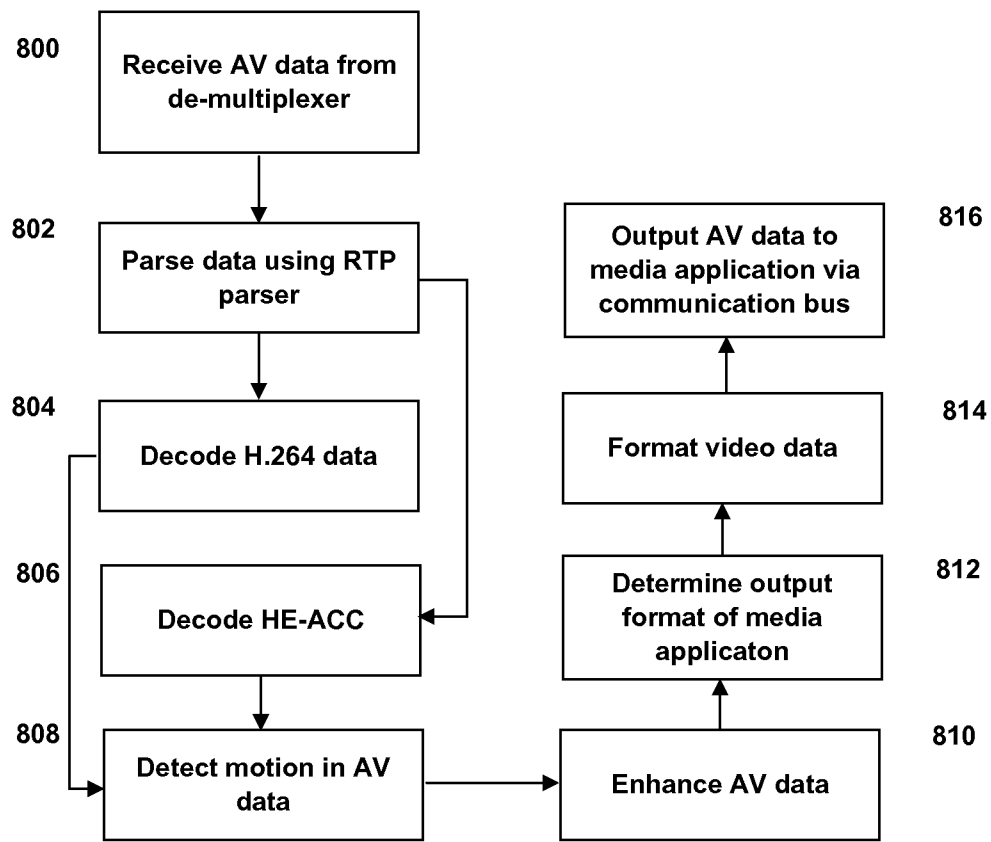 800
Receive AV data from
de-multiplexer
802
Parse data using RTP
parser
804
Decode H.264 data
806
Decode HE-ACC
808
Detect motion in AV
data
816
Output AV data to
media application via
communication bus
814
Format video data
812
Determine output
format of media
applicaton
810
Enhance AV data